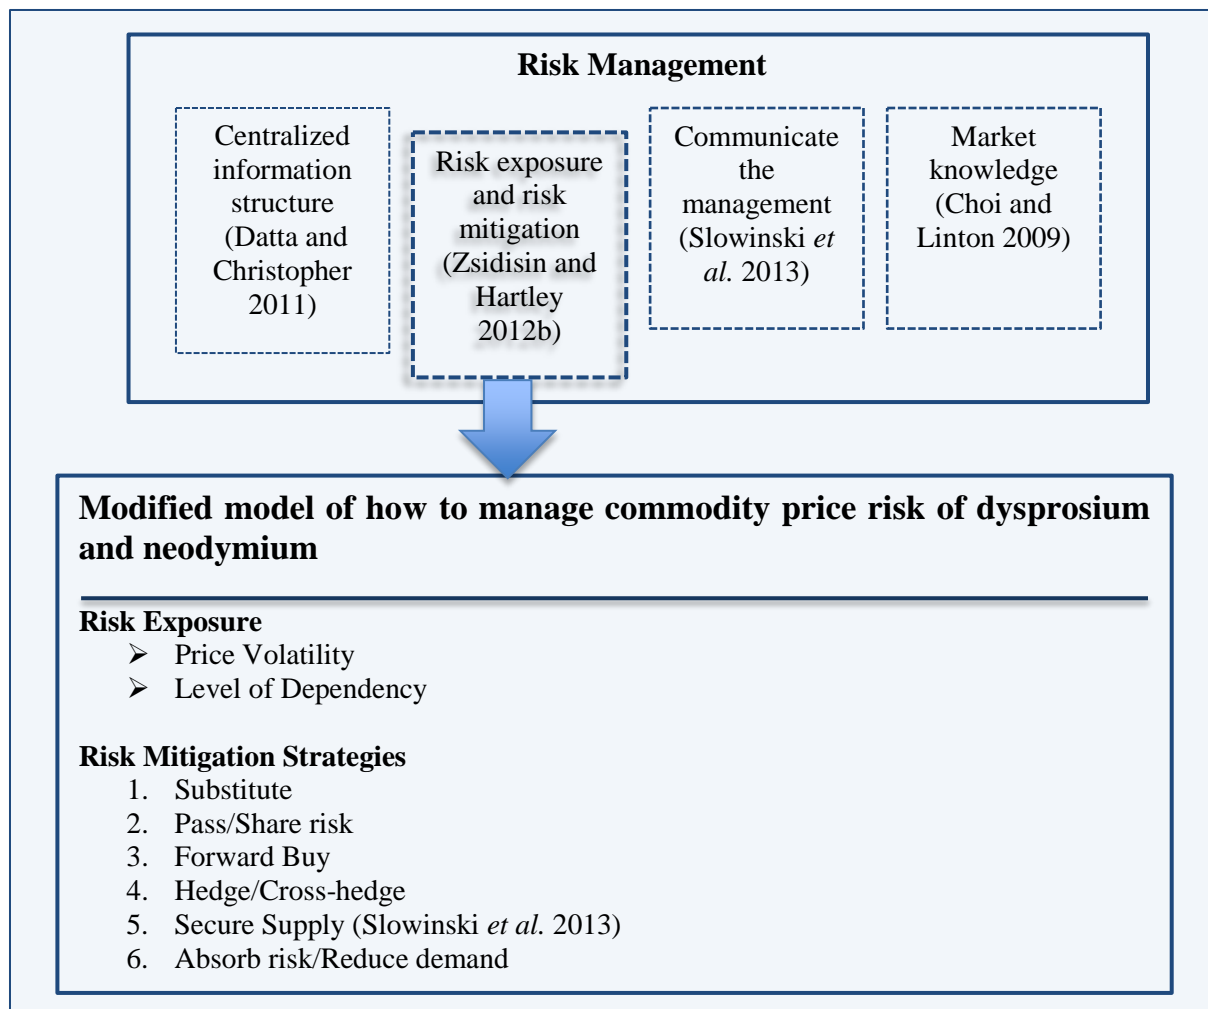 Risk Management
Centralized
information
structure
(Datta and
Christopher
2011)
Risk exposure
and risk
mitigation
(Zsidisin and
Hartley
2012b)
Communicate
the
management
(Slowinski et
al. 2013)
Market
knowledge
(Choi and
Linton 2009)
Modified model of how to manage commodity price risk of dysprosium
and neodymium
Risk Exposure
➢ Price Volatility
➢ Level of Dependency
Risk Mitigation Strategies
1. Substitute
2. Pass/Share risk
3. Forward Buy
4. Hedge/Cross-hedge
5. Secure Supply (Slowinski et al. 2013)
6. Absorb risk/Reduce demand